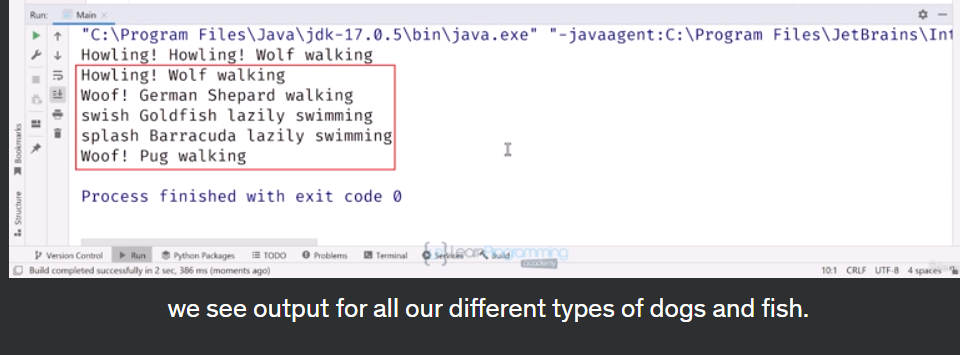 Run: Main ×
"C:\Program Files\Java\jdk-17.0.5\bin\java.exe" "-javaagent:C:\Program Files\JetBrains\Int
Howling! Howling! Wolf walking
Howling! Wolf walking
Woof! German Shepard walking
swish Goldfish lazily swimming
splash Barracuda lazily swimming
Woof! Pug walking
Process finished with exit code 0
Bookmarks
Structure
Version Control Run Python Packages TODO Problems Terminal Services Build
LearnProgramming
academy
Build completed successfully in 2 sec, 386 ms (moments ago) 10:1 CRLF UTF-8 4 spaces
we see output for all our different types of dogs and fish.